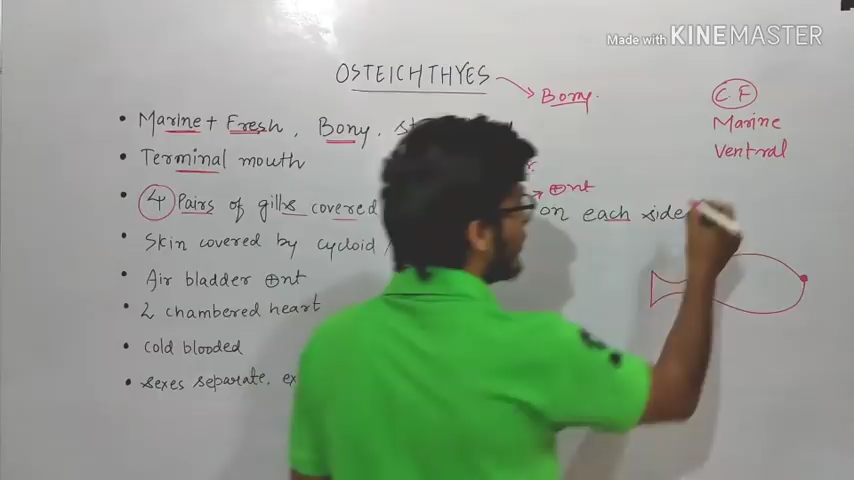 Made with KINEMASTER
OSTEICHTHYES
Bony.
C.F
Marine
Ventral
• Marine + Fresh, Bony. st
• Terminal mouth
⊕nt
• 4 Pairs of gills covered on each side
• Skin covered by cycloid /
• Air bladder ⊕nt
• 2 chambered heart
• cold blooded
• sexes separate, ex